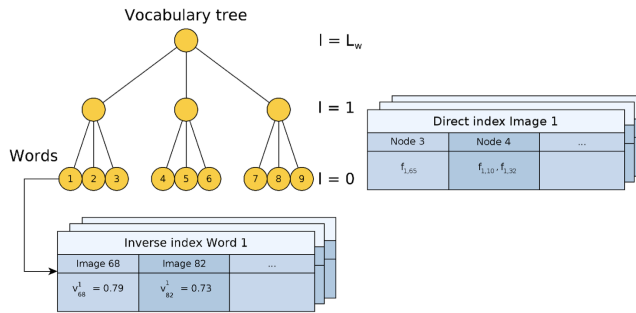 Vocabulary tree
l = L_w
l = 1
Words
1 2 3 4 5 6 7 8 9
l = 0
Direct index Image 1
Node 3 Node 4 ...
f_1,65 f_1,10, f_1,32
Inverse index Word 1
Image 68 Image 82 ...
v^1_68 = 0.79 v^1_82 = 0.73